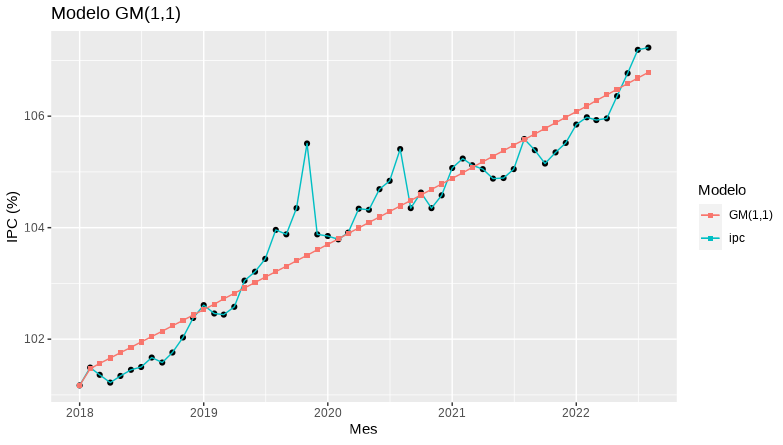 Modelo GM(1,1)
IPC (%)
106
104
102
2018 2019 2020 2021 2022
Mes
Modelo
GM(1,1)
ipc